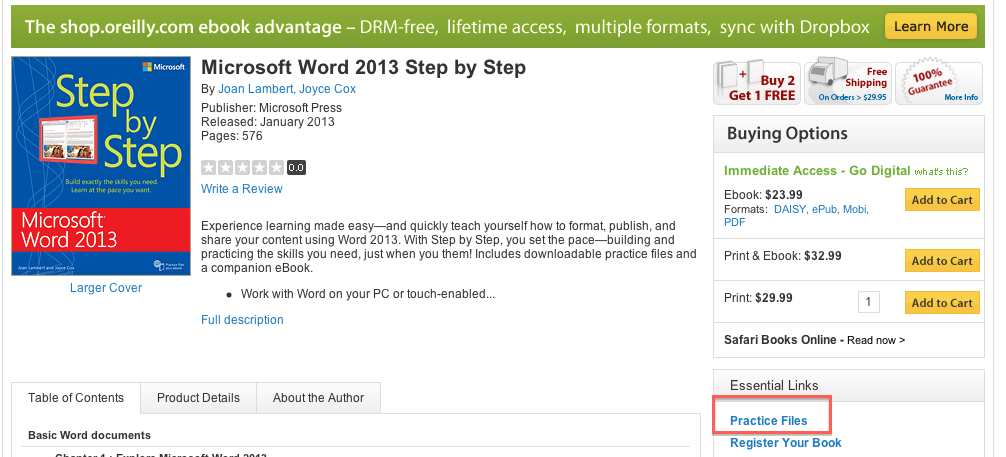 The shop.oreilly.com ebook advantage – DRM-free, lifetime access, multiple formats, sync with Dropbox
Learn More
Microsoft
Step
by
Step
Build exactly the skills you need.
Learn at the pace you want.
Microsoft
Word 2013
Joan Lambert and Joyce Cox
Practice files
plus ebook
Larger Cover
Microsoft Word 2013 Step by Step
By Joan Lambert, Joyce Cox
Publisher: Microsoft Press
Released: January 2013
Pages: 576
0.0
Write a Review
Experience learning made easy—and quickly teach yourself how to format, publish, and
share your content using Word 2013. With Step by Step, you set the pace—building and
practicing the skills you need, just when you them! Includes downloadable practice files and
a companion eBook.
• Work with Word on your PC or touch-enabled...
Full description
Buy 2
Get 1 FREE
Free
Shipping
On Orders > $29.95
100%
Guarantee
More Info
Buying Options
Immediate Access - Go Digital what's this?
Ebook: $23.99
Formats: DAISY, ePub, Mobi,
PDF
Add to Cart
Print & Ebook: $32.99
Add to Cart
Print: $29.99
1
Add to Cart
Safari Books Online - Read now >
Essential Links
Practice Files
Register Your Book
Table of Contents
Product Details
About the Author
Basic Word documents
Chapter 1 : Explore Microsoft Word 2013